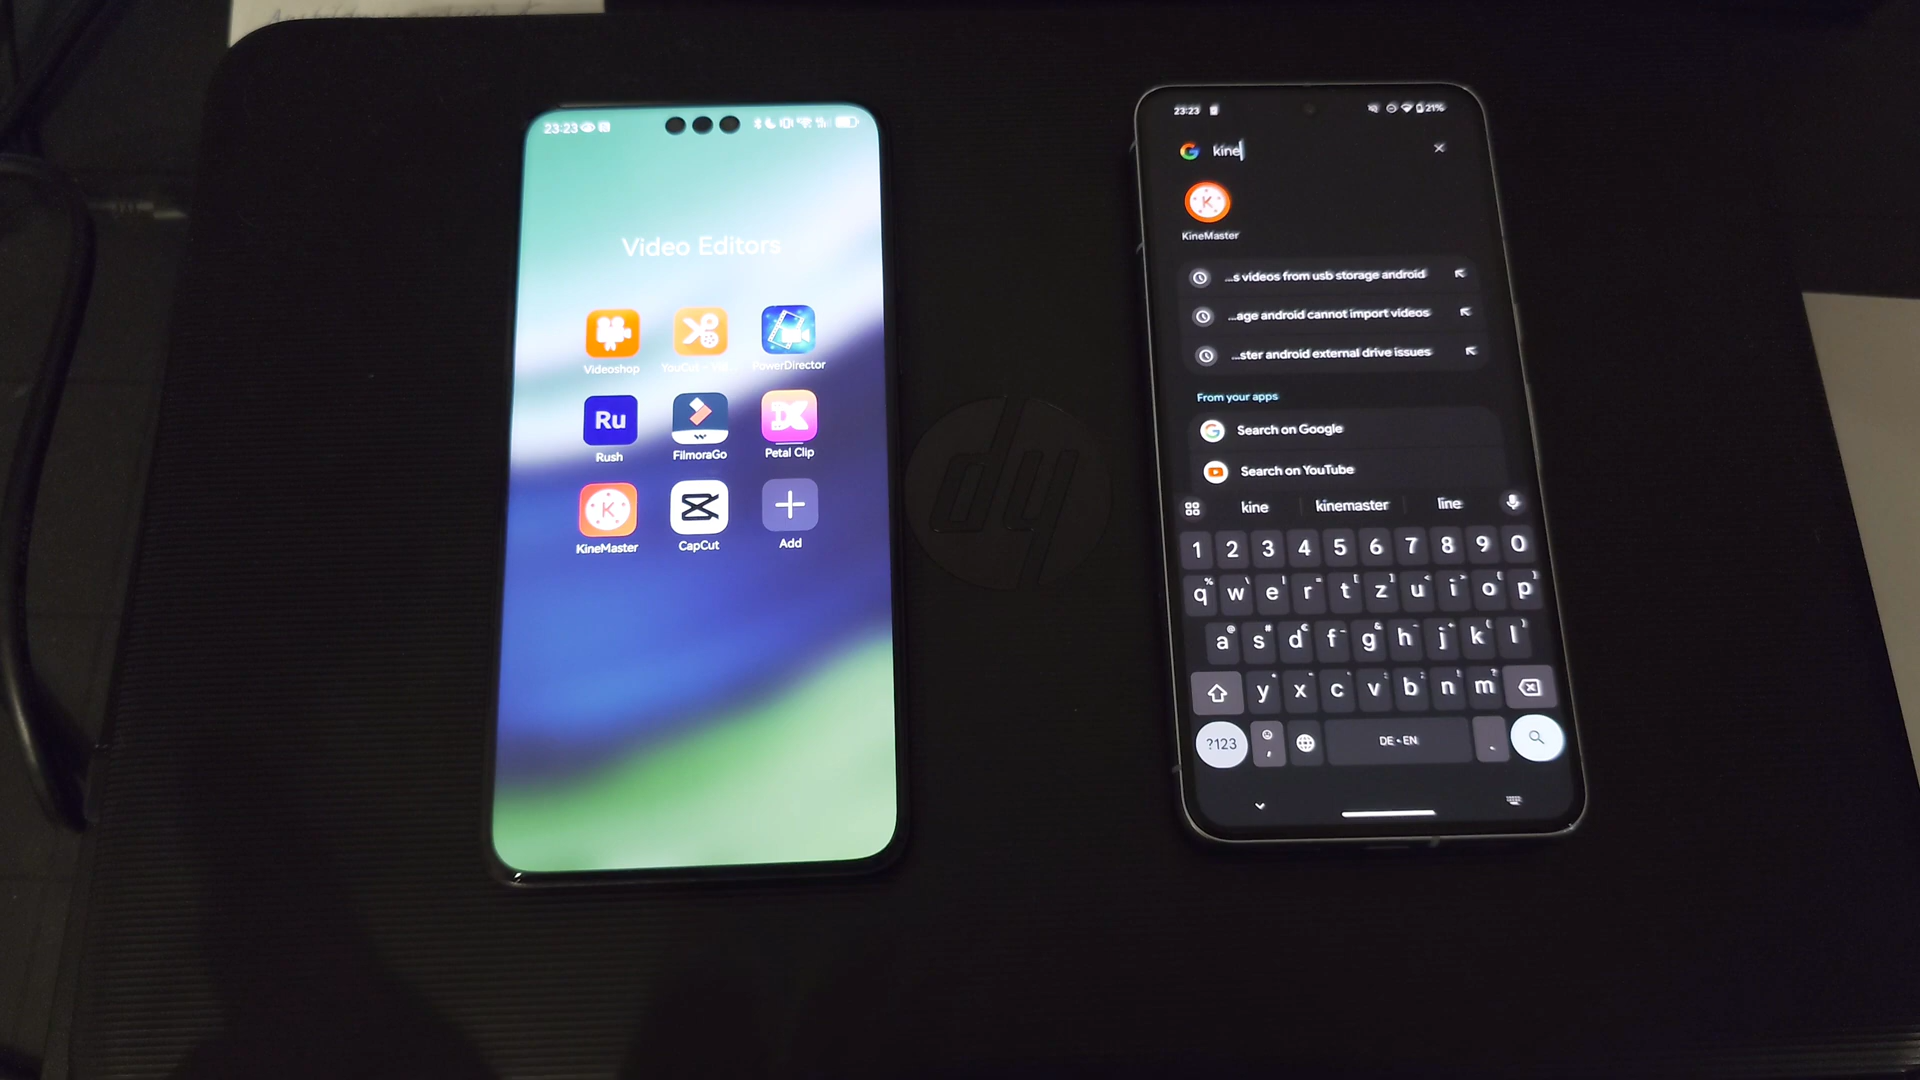 23:23
Video Editors
Videoshop
YouCut - Vid...
PowerDirector
Ru
Rush
FilmoraGo
Petal Clip
K
KineMaster
CapCut
Add
hp
23:23
21%
G kine
K
KineMaster
...s videos from usb storage android
...age android cannot import videos
...ster android external drive issues
From your apps
G Search on Google
Search on YouTube
kine kinemaster line
1 2 3 4 5 6 7 8 9 0
q w e r t z u i o p
a s d f g h j k l
y x c v b n m
?123 , DE • EN .